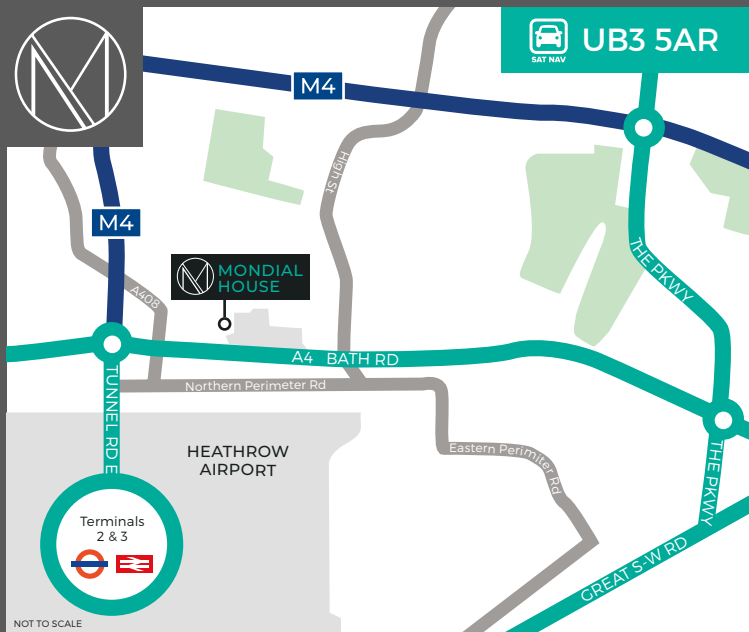 SAT NAV
UB3 5AR
M4
High St
M4
THE PKWY
MONDIAL
HOUSE
A408
A4 BATH RD
Northern Perimeter Rd
TUNNEL RD E
HEATHROW
AIRPORT
Eastern Perimiter Rd
THE PKWY
Terminals
2 & 3
GREAT S-W RD
NOT TO SCALE